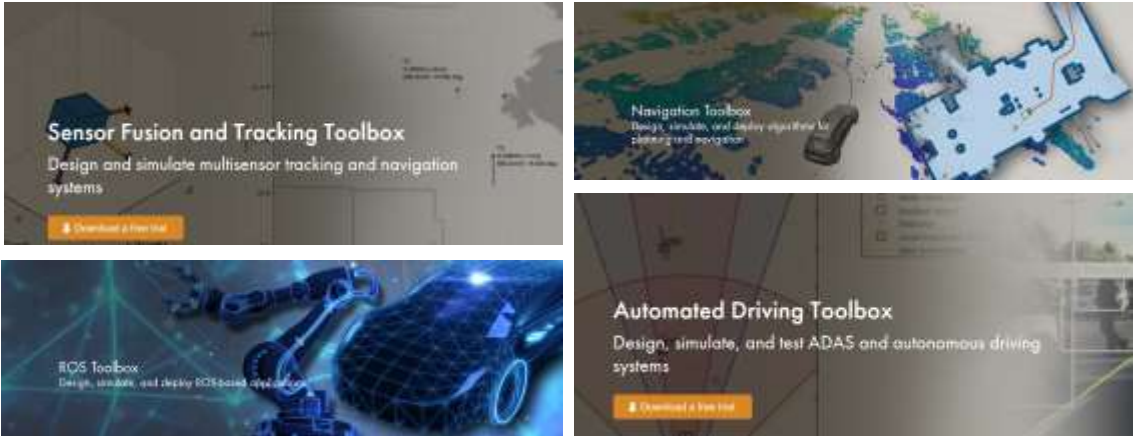 Sensor Fusion and Tracking Toolbox
Design and simulate multisensor tracking and navigation
systems
Download a free trial
Navigation Toolbox
Design, simulate, and deploy algorithms for
planning and navigation
ROS Toolbox
Design, simulate, and deploy ROS-based applications
Automated Driving Toolbox
Design, simulate, and test ADAS and autonomous driving
systems
Download a free trial